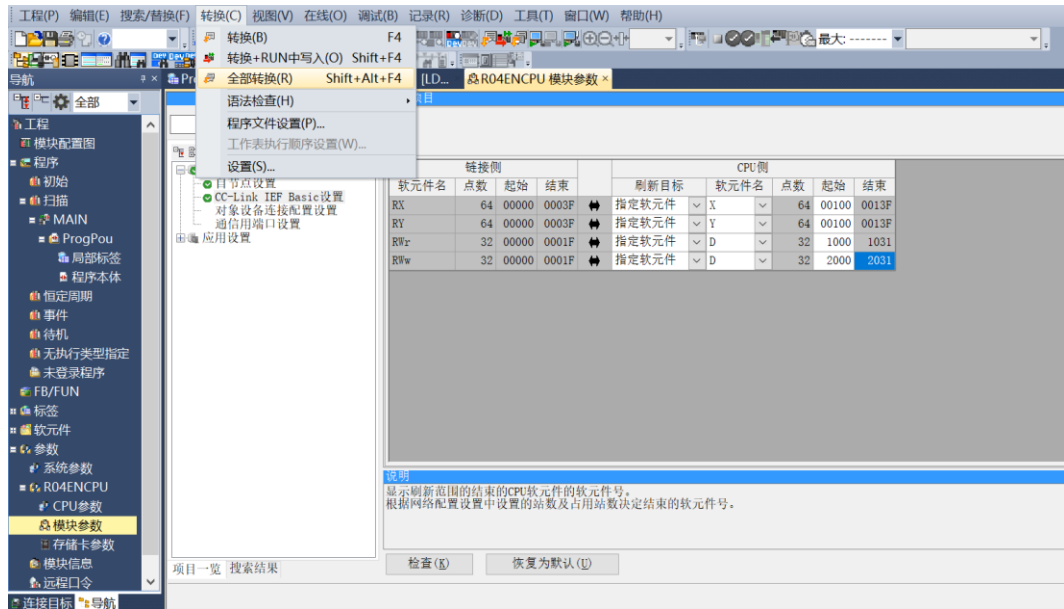 工程(P) 编辑(E) 搜索/替换(F) 转换(C) 视图(V) 在线(O) 调试(B) 记录(R) 诊断(D) 工具(T) 窗口(W) 帮助(H)
转换(B) F4
转换+RUN中写入(O) Shift+F4
全部转换(R) Shift+Alt+F4
语法检查(H)
程序文件设置(P)...
工作表执行顺序设置(W)...
设置(S)...
最大: -------
导航
Pr
[LD...
R04ENCPU 模块参数
全部
工程
模块配置图
程序
初始
扫描
MAIN
ProgPou
局部标签
程序本体
恒定周期
事件
待机
无执行类型指定
未登录程序
FB/FUN
标签
软元件
参数
系统参数
R04ENCPU
CPU参数
模块参数
存储卡参数
模块信息
远程口令
连接目标 导航
自节点设置
CC-Link IEF Basic设置
对象设备连接配置设置
通信用端口设置
应用设置
项目一览 搜索结果
链接侧 CPU侧
软元件名 点数 起始 结束 刷新目标 软元件名 点数 起始 结束
RX 64 00000 0003F 指定软元件 X 64 00100 0013F
RY 64 00000 0003F 指定软元件 Y 64 00100 0013F
RWr 32 00000 0001F 指定软元件 D 32 1000 1031
RWw 32 00000 0001F 指定软元件 D 32 2000 2031
说明
显示刷新范围的结束的CPU软元件的软元件号。
根据网络配置设置中设置的站数及占用站数决定结束的软元件号。
检查(K) 恢复为默认(U)